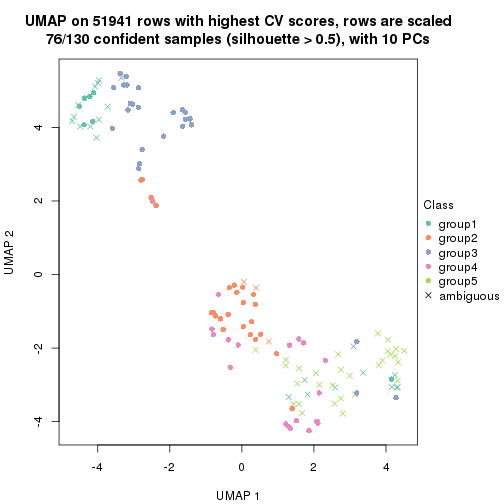 UMAP on 51941 rows with highest CV scores, rows are scaled
76/130 confident samples (silhouette > 0.5), with 10 PCs
4
2
0
-2
-4
UMAP 2
-4
-2
0
2
4
UMAP 1
Class
group1
group2
group3
group4
group5
ambiguous